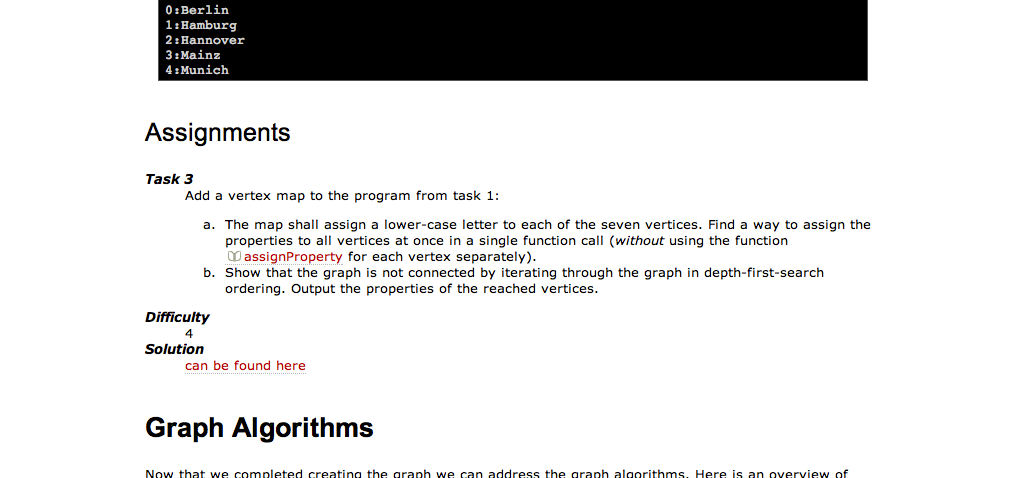 0:Berlin
1:Hamburg
2:Hannover
3:Mainz
4:Munich
Assignments
Task 3
Add a vertex map to the program from task 1:
a. The map shall assign a lower-case letter to each of the seven vertices. Find a way to assign the
properties to all vertices at once in a single function call (without using the function
assignProperty for each vertex separately).
b. Show that the graph is not connected by iterating through the graph in depth-first-search
ordering. Output the properties of the reached vertices.
Difficulty
4
Solution
can be found here
Graph Algorithms
Now that we completed creating the graph we can address the graph algorithms. Here is an overview of